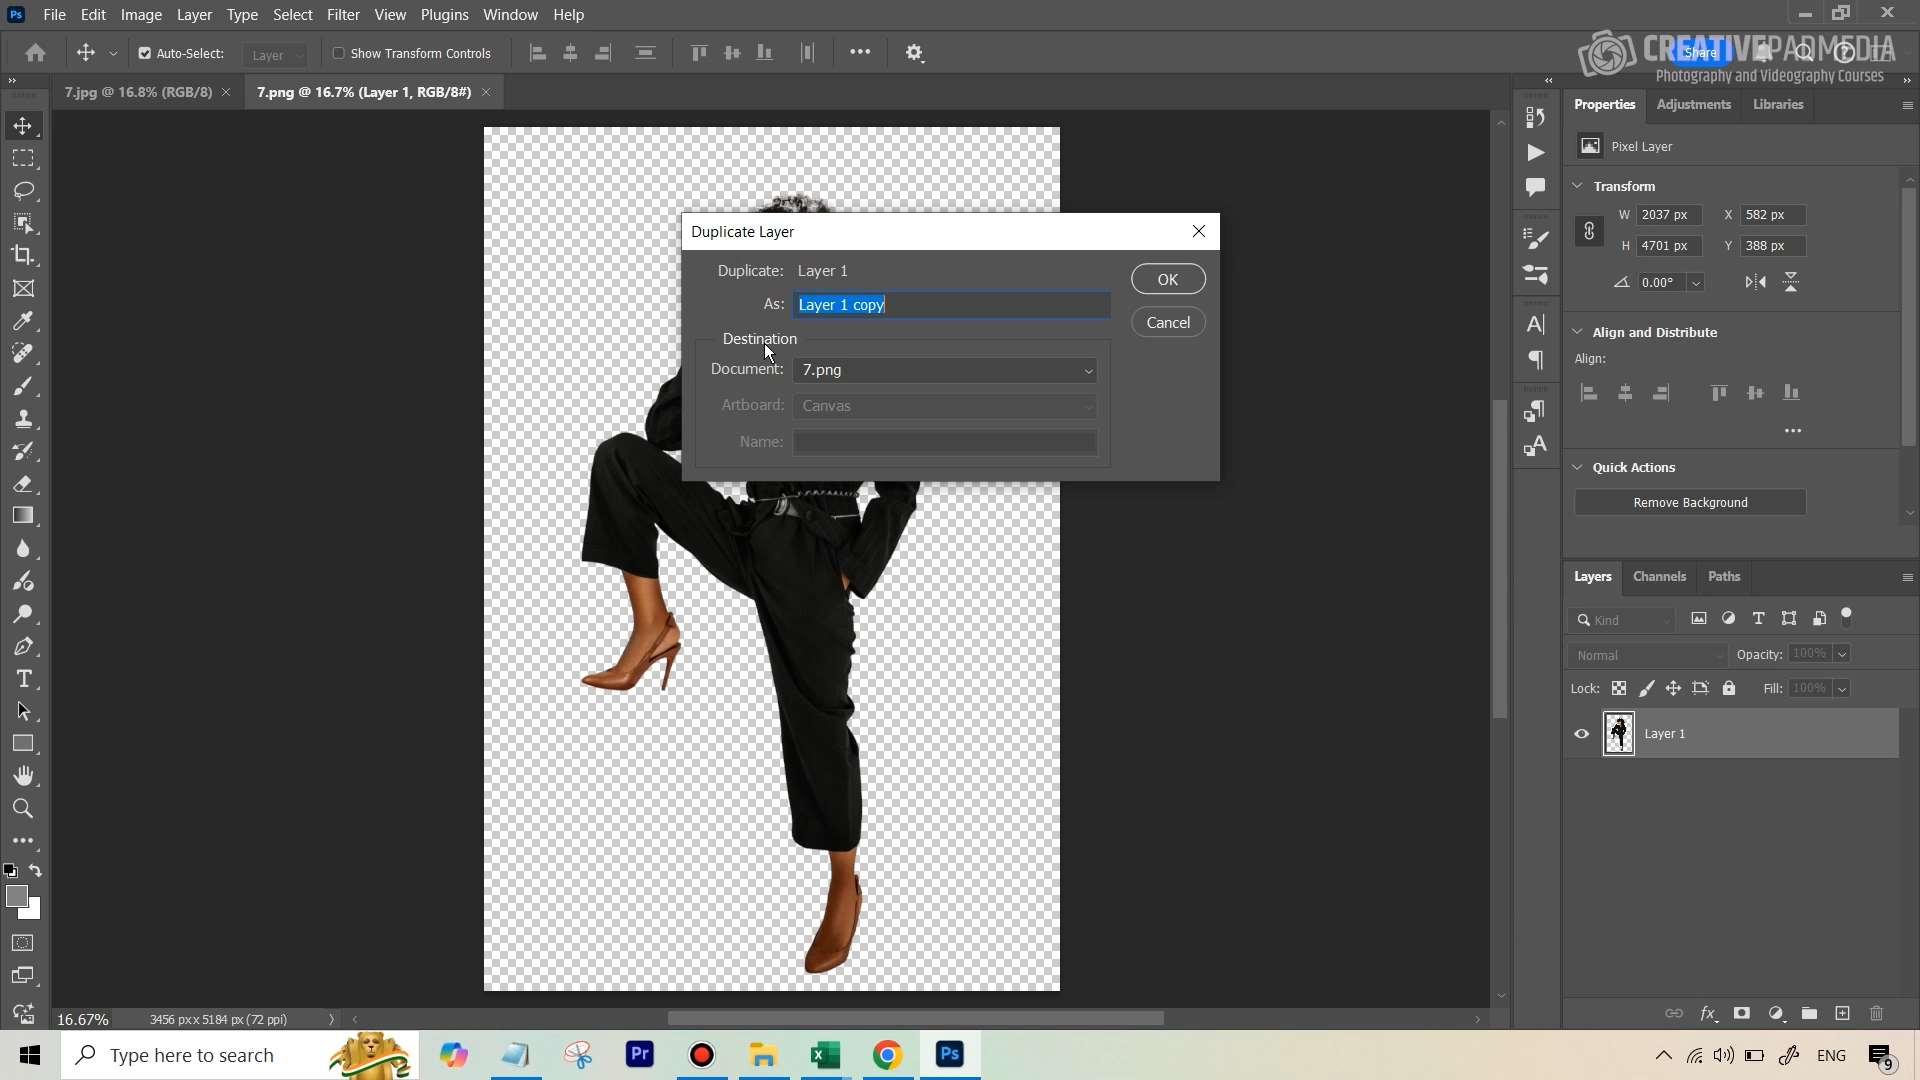 File Edit Image Layer Type Select Filter View Plugins Window Help
Auto-Select: Layer Show Transform Controls
Share
CREATIVEPADMEDIA
Photography and Videography Courses
7.jpg @ 16.8% (RGB/8) 7.png @ 16.7% (Layer 1, RGB/8#)
Properties Adjustments Libraries
Pixel Layer
Transform
W 2037 px X 582 px
H 4701 px Y 388 px
0.00°
Align and Distribute
Align:
Quick Actions
Remove Background
Duplicate Layer
Duplicate: Layer 1
OK
As: Layer 1 copy
Cancel
Destination
Document: 7.png
Artboard: Canvas
Name:
Layers Channels Paths
Kind
Normal Opacity: 100%
Lock: Fill: 100%
Layer 1
16.67% 3456 px x 5184 px (72 ppi)
Type here to search
ENG
9